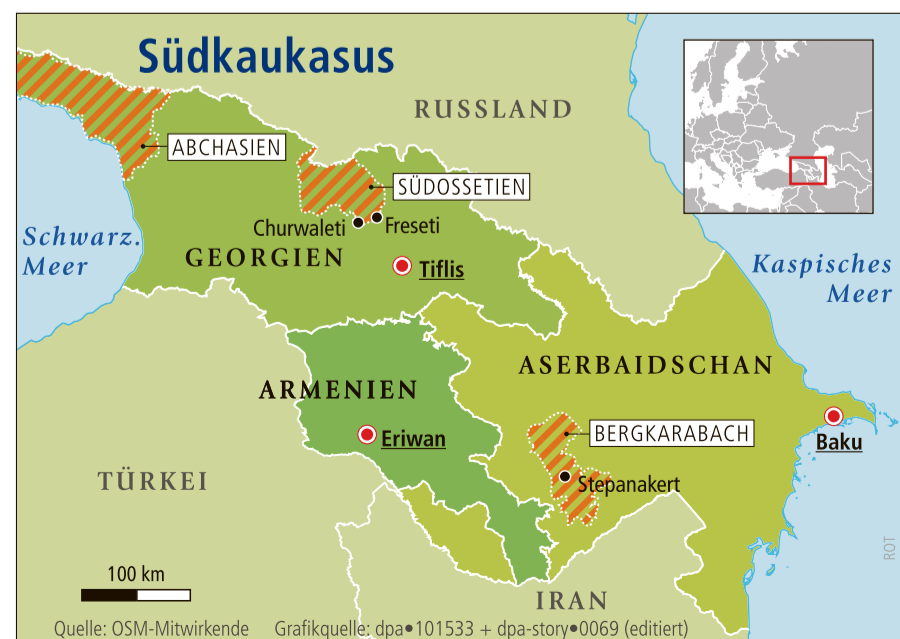 Südkaukasus
RUSSLAND
ABCHASIEN
SÜDOSSETIEN
Churwaleti
Freseti
Schwarz.
Meer
GEORGIEN
Tiflis
Kaspisches
Meer
ASERBAIDSCHAN
ARMENIEN
Eriwan
BERGKARABACH
Baku
Stepanakert
TÜRKEI
ROT
100 km
IRAN
Quelle: OSM-Mitwirkende Grafikquelle: dpa•101533 + dpa-story•0069 (editiert)